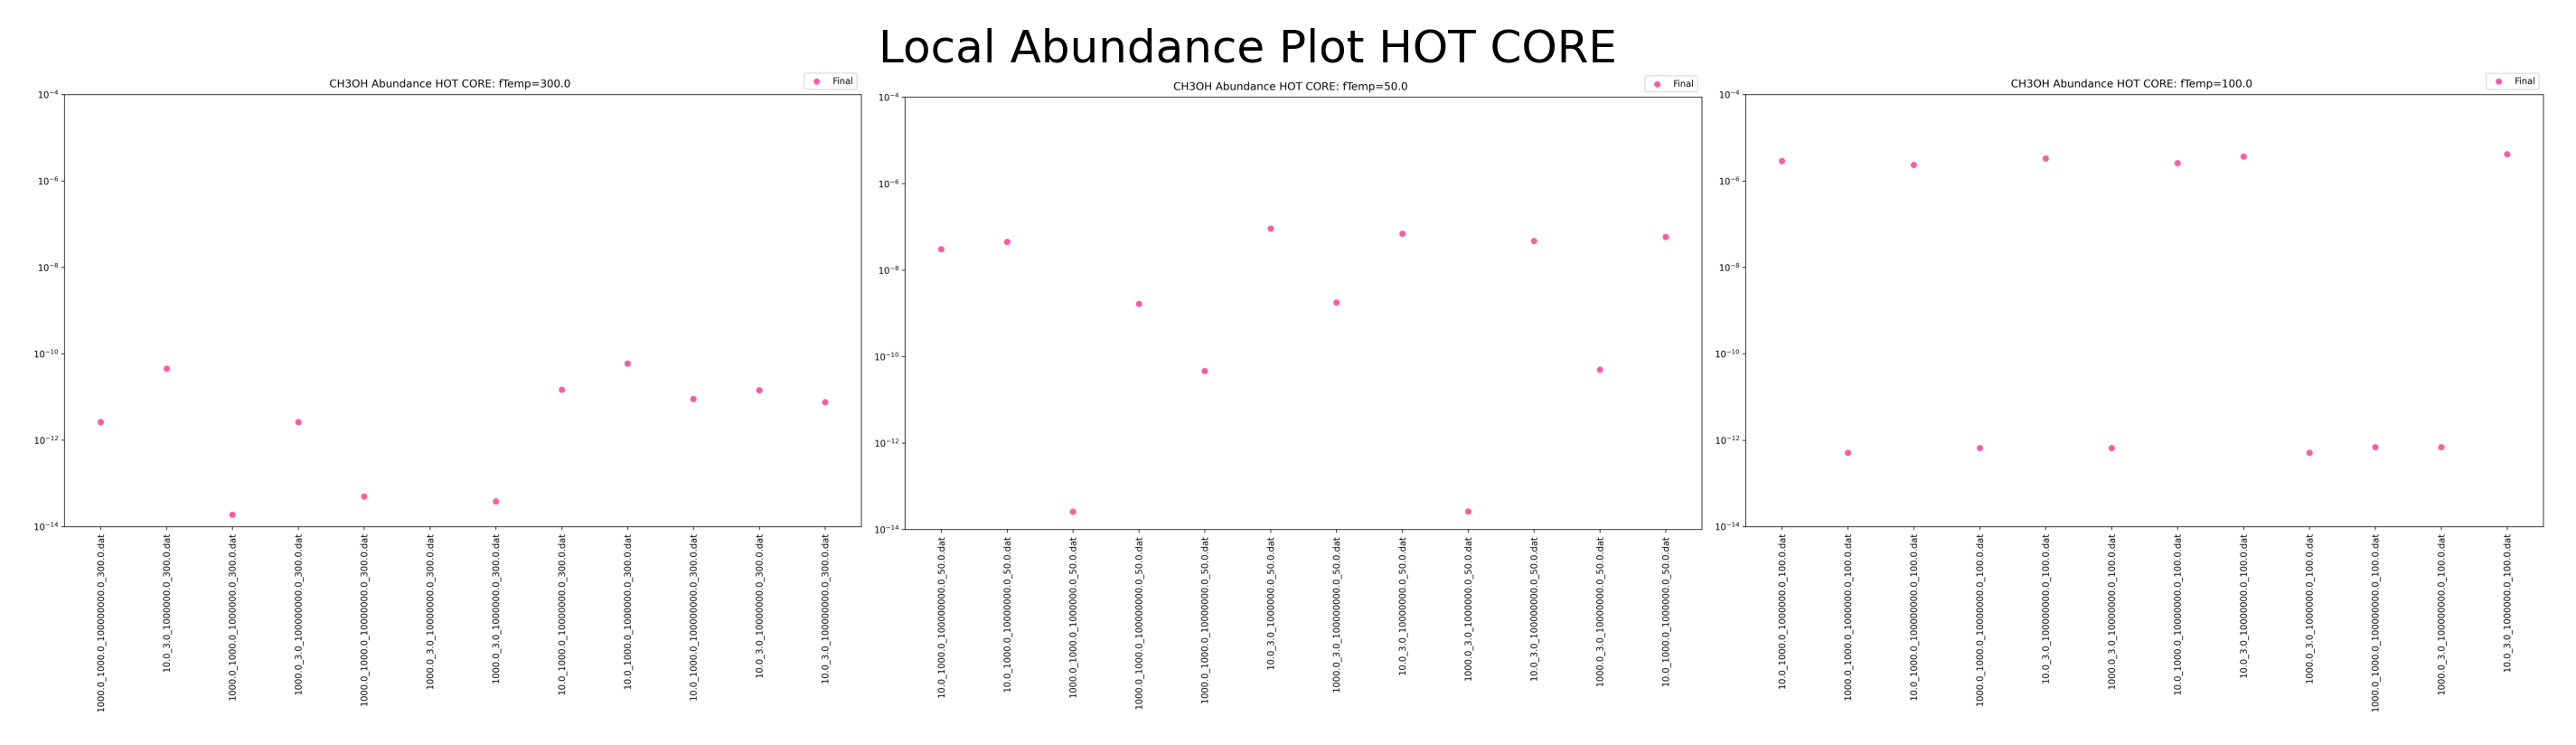 Local Abundance Plot HOT CORE
CH3OH Abundance HOT CORE: fTemp=300.0
Final
10⁻⁴
10⁻⁶
10⁻⁸
10⁻¹⁰
10⁻¹²
10⁻¹⁴
1000.0_1000.0_100000000.0_300.0.dat
10.0_3.0_1000000.0_300.0.dat
1000.0_1000.0_1000000.0_300.0.dat
1000.0_3.0_100000000.0_300.0.dat
1000.0_1000.0_10000000.0_300.0.dat
1000.0_3.0_1000000.0_300.0.dat
1000.0_3.0_10000000.0_300.0.dat
10.0_1000.0_10000000.0_300.0.dat
10.0_1000.0_1000000.0_300.0.dat
10.0_1000.0_100000000.0_300.0.dat
10.0_3.0_10000000.0_300.0.dat
10.0_3.0_100000000.0_300.0.dat
CH3OH Abundance HOT CORE: fTemp=50.0
Final
10⁻⁴
10⁻⁶
10⁻⁸
10⁻¹⁰
10⁻¹²
10⁻¹⁴
10.0_1000.0_100000000.0_50.0.dat
10.0_1000.0_10000000.0_50.0.dat
1000.0_1000.0_1000000.0_50.0.dat
1000.0_1000.0_100000000.0_50.0.dat
1000.0_1000.0_10000000.0_50.0.dat
10.0_3.0_1000000.0_50.0.dat
1000.0_3.0_100000000.0_50.0.dat
10.0_3.0_10000000.0_50.0.dat
1000.0_3.0_1000000.0_50.0.dat
10.0_3.0_100000000.0_50.0.dat
1000.0_3.0_10000000.0_50.0.dat
10.0_1000.0_1000000.0_50.0.dat
CH3OH Abundance HOT CORE: fTemp=100.0
Final
10⁻⁴
10⁻⁶
10⁻⁸
10⁻¹⁰
10⁻¹²
10⁻¹⁴
10.0_1000.0_1000000.0_100.0.dat
1000.0_1000.0_1000000.0_100.0.dat
10.0_1000.0_100000000.0_100.0.dat
1000.0_1000.0_10000000.0_100.0.dat
10.0_3.0_100000000.0_100.0.dat
1000.0_3.0_10000000.0_100.0.dat
10.0_1000.0_10000000.0_100.0.dat
10.0_3.0_10000000.0_100.0.dat
1000.0_3.0_1000000.0_100.0.dat
1000.0_1000.0_100000000.0_100.0.dat
1000.0_3.0_100000000.0_100.0.dat
10.0_3.0_1000000.0_100.0.dat